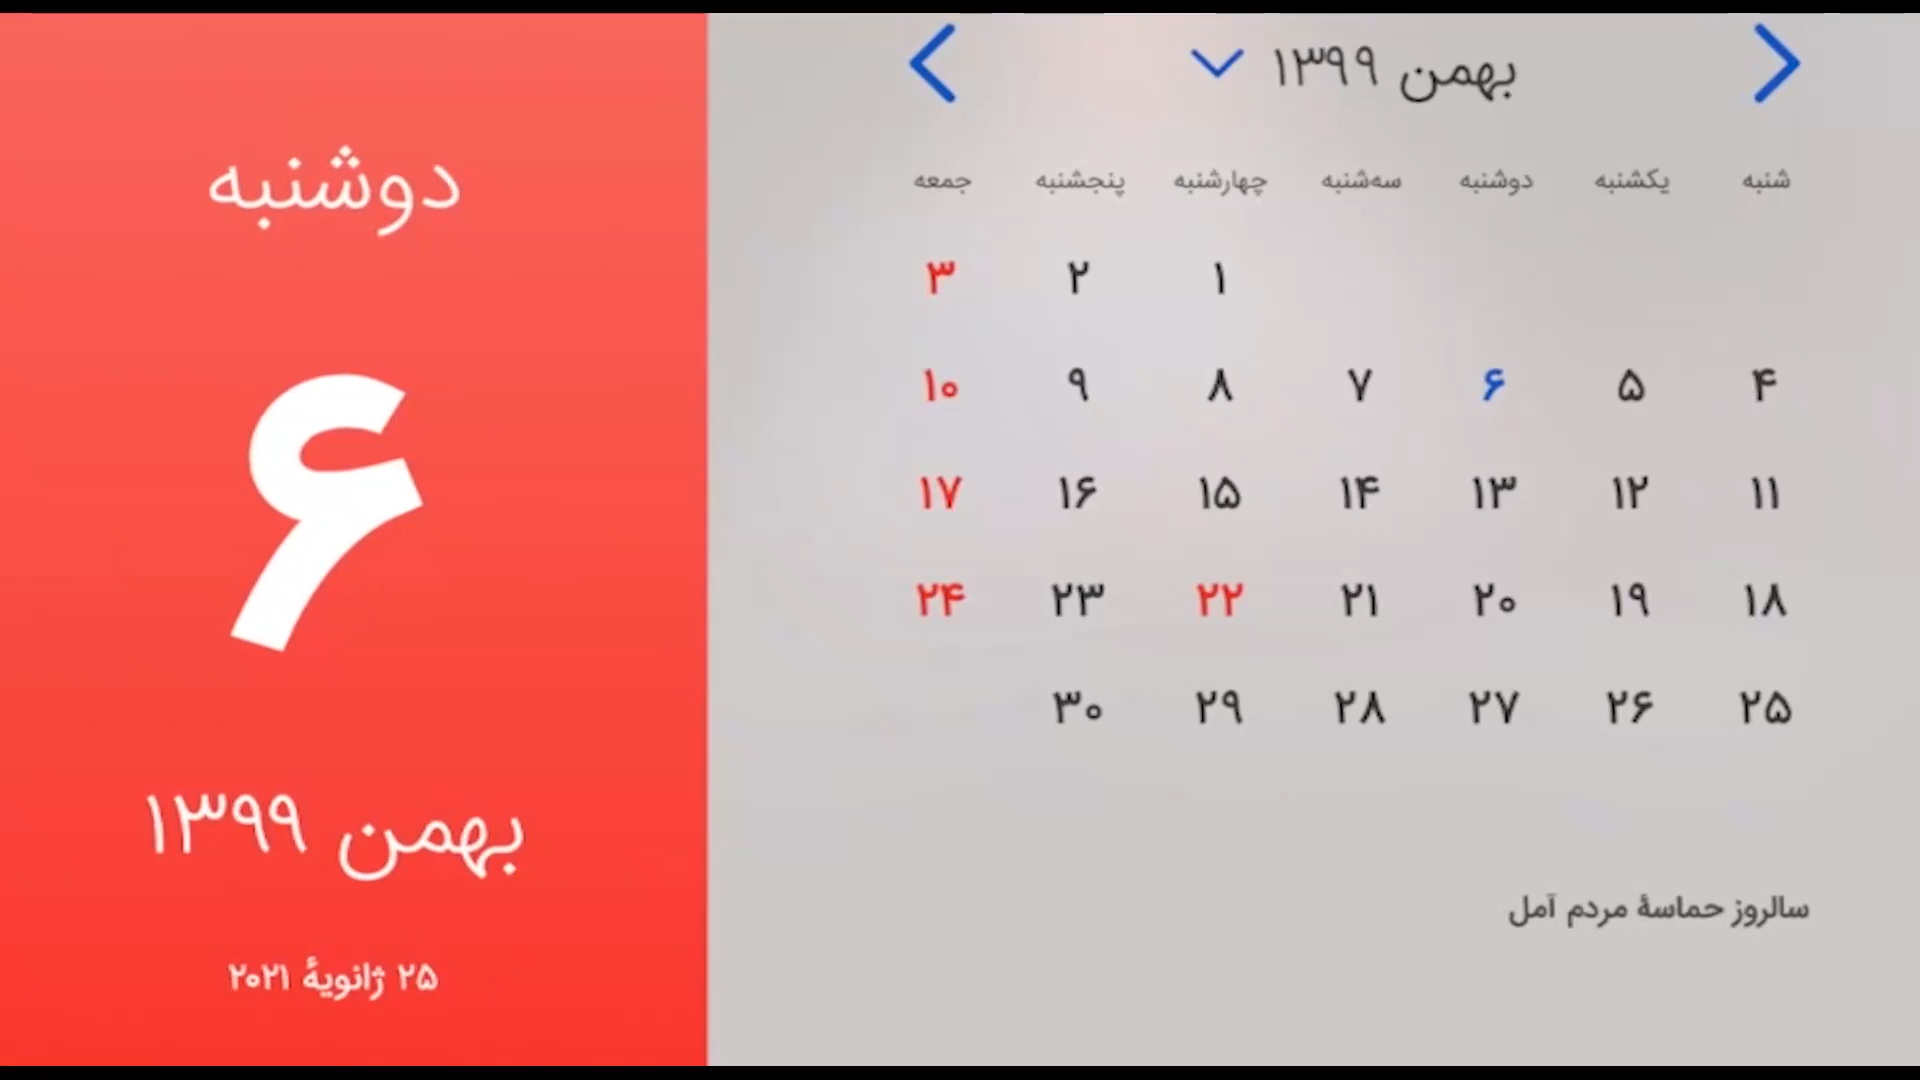 دوشنبه
۶
بهمن ۱۳۹۹
۲۵ ژانویهٔ ۲۰۲۱
بهمن ۱۳۹۹
شنبه یکشنبه دوشنبه سه‌شنبه چهارشنبه پنجشنبه جمعه
۱ ۲ ۳
۴ ۵ ۶ ۷ ۸ ۹ ۱۰
۱۱ ۱۲ ۱۳ ۱۴ ۱۵ ۱۶ ۱۷
۱۸ ۱۹ ۲۰ ۲۱ ۲۲ ۲۳ ۲۴
۲۵ ۲۶ ۲۷ ۲۸ ۲۹ ۳۰
سالروز حماسهٔ مردم آمل